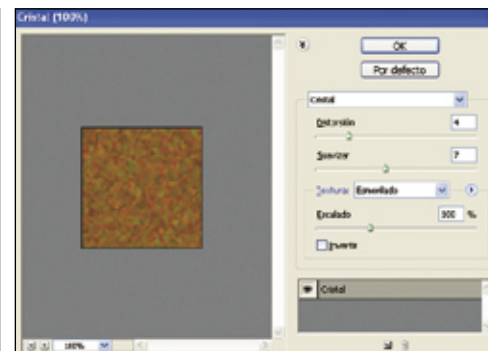 Cristal (100%)
OK
Por defecto
Cristal
Distorsión 4
Suavizar 7
Textura: Esmerilado
Escalado 100 %
Invertir
Cristal
100%